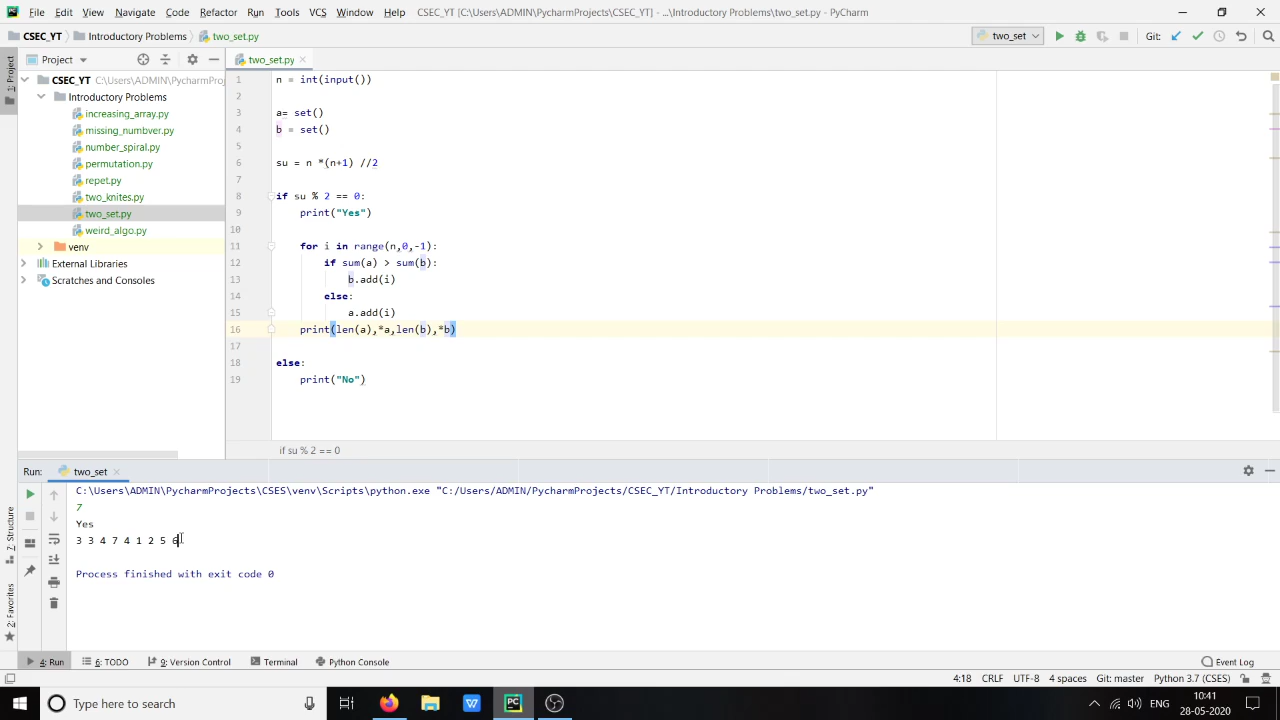 File Edit View Navigate Code Refactor Run Tools VCS Window Help CSEC_YT [C:\Users\ADMIN\PycharmProjects\CSEC_YT] - ...\Introductory Problems\two_set.py - PyCharm
CSEC_YT Introductory Problems two_set.py two_set Git:
1: Project
Project
two_set.py
CSEC_YT C:\Users\ADMIN\PycharmProj
Introductory Problems
increasing_array.py
missing_numbver.py
number_spiral.py
permutation.py
repet.py
two_knites.py
two_set.py
weird_algo.py
venv
External Libraries
Scratches and Consoles
1 n = int(input())
2
3 a= set()
4 b = set()
5
6 su = n *(n+1) //2
7
8 if su % 2 == 0:
9 print("Yes")
10
11 for i in range(n,0,-1):
12 if sum(a) > sum(b):
13 b.add(i)
14 else:
15 a.add(i)
16 print(len(a),*a,len(b),*b)
17
18 else:
19 print("No")
if su % 2 == 0
Run: two_set
C:\Users\ADMIN\PycharmProjects\CSES\venv\Scripts\python.exe "C:/Users/ADMIN/PycharmProjects/CSEC_YT/Introductory Problems/two_set.py"
7
Yes
3 3 4 7 4 1 2 5 6
Process finished with exit code 0
7: Structure
2: Favorites
4: Run 6: TODO 9: Version Control Terminal Python Console Event Log
4:18 CRLF UTF-8 4 spaces Git: master Python 3.7 (CSES)
Type here to search
ENG
10:41
28-05-2020